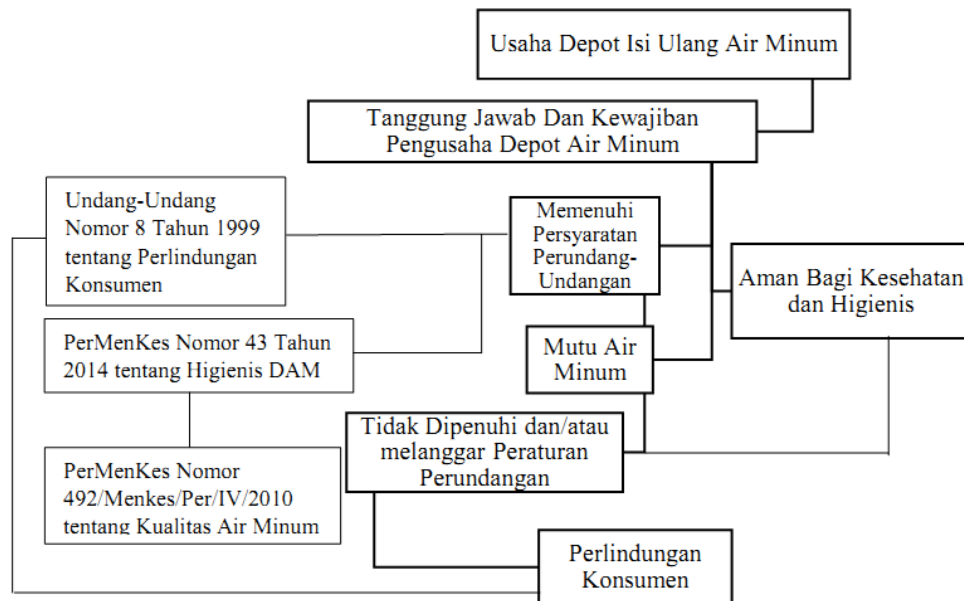 Usaha Depot Isi Ulang Air Minum
Tanggung Jawab Dan Kewajiban
Pengusaha Depot Air Minum
Undang-Undang
Nomor 8 Tahun 1999
tentang Perlindungan
Konsumen
Memenuhi
Persyaratan
Perundang-
Undangan
Aman Bagi Kesehatan
dan Higienis
PerMenKes Nomor 43 Tahun
2014 tentang Higienis DAM
Mutu Air
Minum
Tidak Dipenuhi dan/atau
melanggar Peraturan
Perundangan
PerMenKes Nomor
492/Menkes/Per/IV/2010
tentang Kualitas Air Minum
Perlindungan
Konsumen